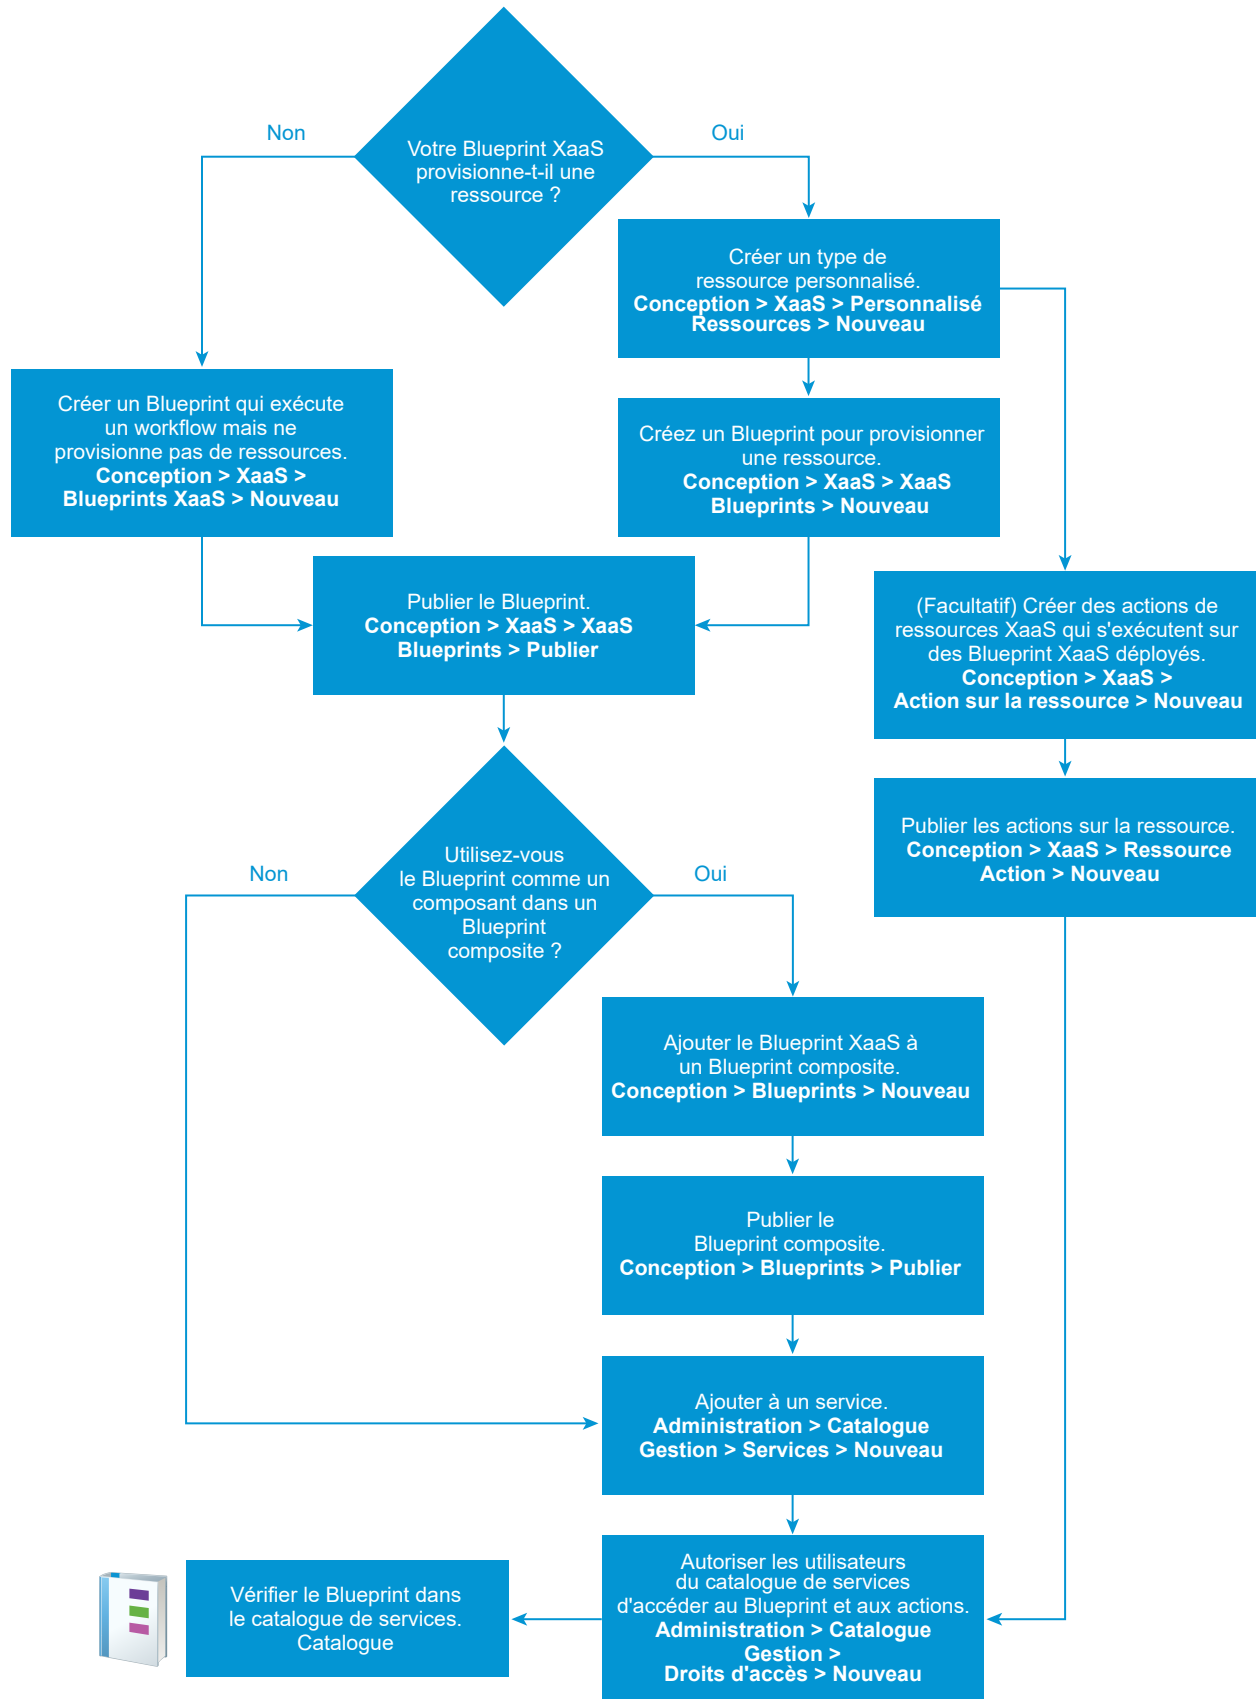 Non
Oui
Votre Blueprint XaaS
provisionne-t-il une
ressource ?
Créer un type de
ressource personnalisé.
Conception > XaaS > Personnalisé
Ressources > Nouveau
Créer un Blueprint qui exécute
un workflow mais ne
provisionne pas de ressources.
Conception > XaaS >
Blueprints XaaS > Nouveau
Créez un Blueprint pour provisionner
une ressource.
Conception > XaaS > XaaS
Blueprints > Nouveau
Publier le Blueprint.
Conception > XaaS > XaaS
Blueprints > Publier
(Facultatif) Créer des actions de
ressources XaaS qui s'exécutent sur
des Blueprint XaaS déployés.
Conception > XaaS >
Action sur la ressource > Nouveau
Publier les actions sur la ressource.
Conception > XaaS > Ressource
Action > Nouveau
Non
Oui
Utilisez-vous
le Blueprint comme un
composant dans un
Blueprint
composite ?
Ajouter le Blueprint XaaS à
un Blueprint composite.
Conception > Blueprints > Nouveau
Publier le
Blueprint composite.
Conception > Blueprints > Publier
Ajouter à un service.
Administration > Catalogue
Gestion > Services > Nouveau
Autoriser les utilisateurs
du catalogue de services
d'accéder au Blueprint et aux actions.
Administration > Catalogue
Gestion >
Droits d'accès > Nouveau
Vérifier le Blueprint dans
le catalogue de services.
Catalogue